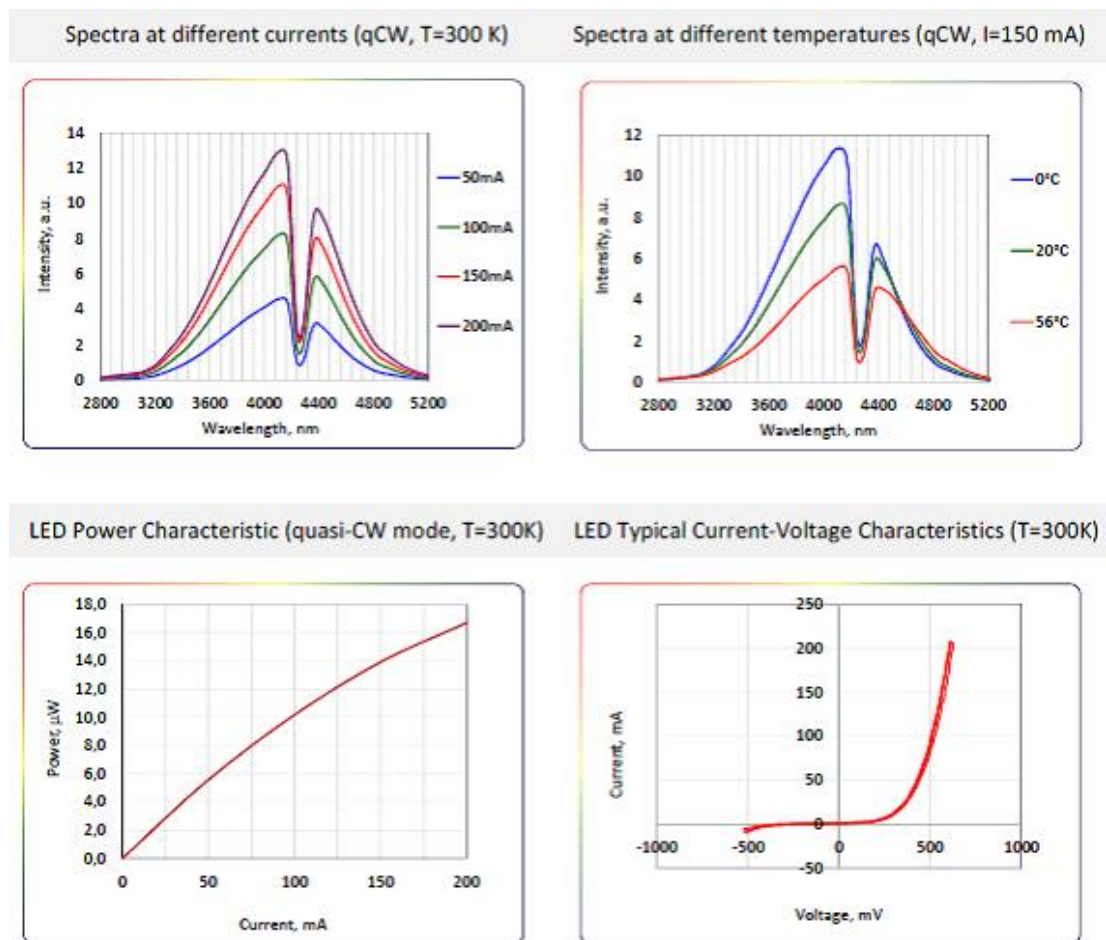 Spectra at different currents (qCW, T=300 K)
Spectra at different temperatures (qCW, I=150 mA)
14
12
10
8
6
4
2
0
Intensity, a.u.
2800 3200 3600 4000 4400 4800 5200
Wavelength, nm
50mA
100mA
150mA
200mA
12
10
8
6
4
2
0
Intensity, a.u.
2800 3200 3600 4000 4400 4800 5200
Wavelength, nm
0°C
20°C
56°C
LED Power Characteristic (quasi-CW mode, T=300K)
LED Typical Current-Voltage Characteristics (T=300K)
18,0
16,0
14,0
12,0
10,0
8,0
6,0
4,0
2,0
0,0
Power, μW
0 50 100 150 200
Current, mA
250
200
150
100
50
0
-50
Current, mA
-1000 -500 0 500 1000
Voltage, mV